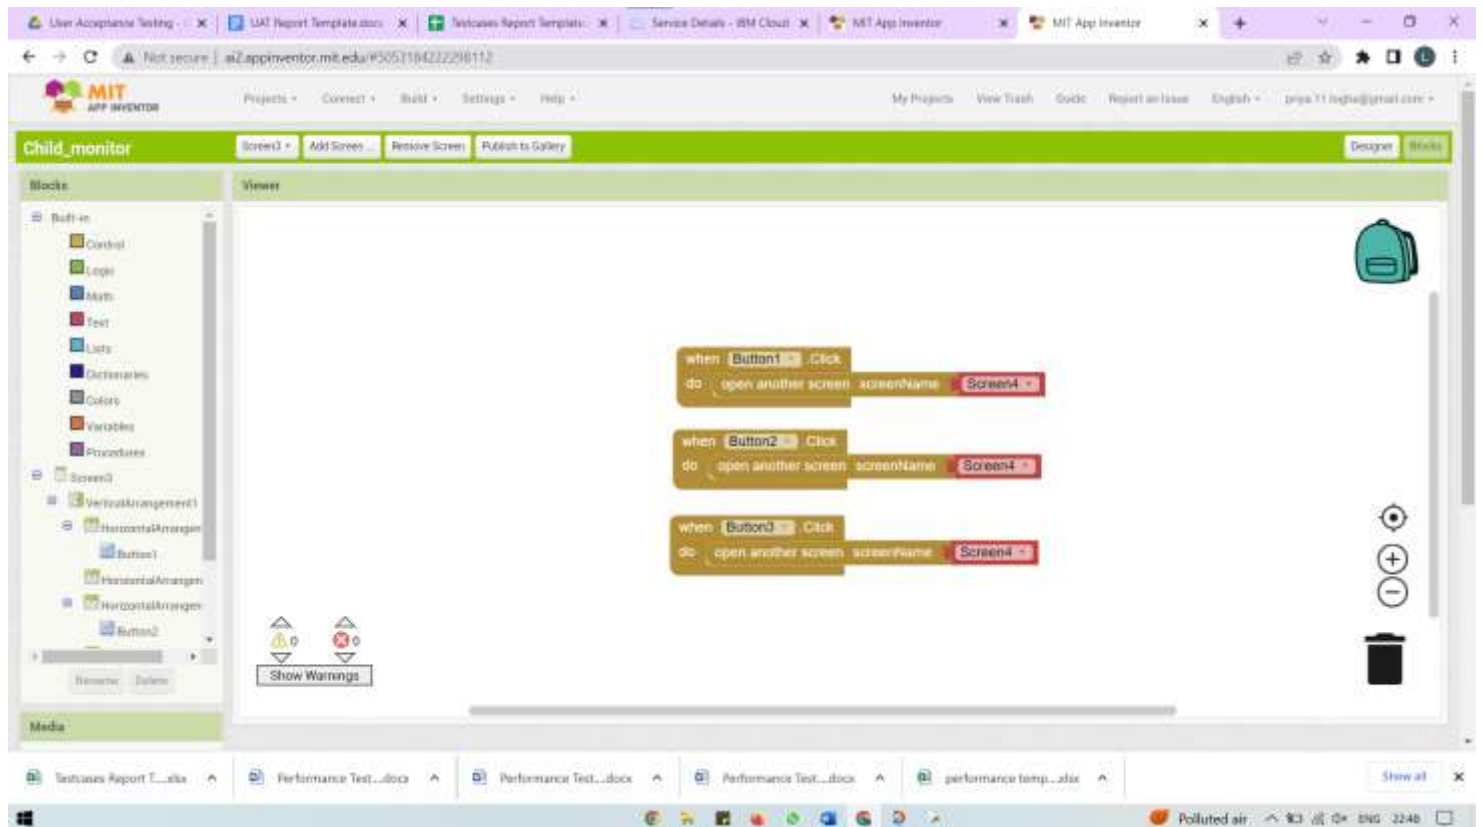 User Acceptance Testing -
UAT Report Template.docx
Testcases Report Template
Service Details - IBM Cloud
MIT App Inventor
MIT App Inventor
Not secure | ai2.appinventor.mit.edu/#5053184222298112
L
MIT
APP INVENTOR
Projects
Connect
Build
Settings
Help
My Projects
View Trash
Guide
Report an Issue
English
Child_monitor
Screen3
Add Screen ...
Remove Screen
Publish to Gallery
Designer
Blocks
Blocks
Viewer
Built-in
Control
Logic
Math
Text
Lists
Dictionaries
Colors
Variables
Procedures
Screen3
VerticalArrangement1
HorizontalArrangen
Button1
HorizontalArrangen
HorizontalArrangen
Button2
Rename
Delete
Media
when Button1 .Click
do open another screen screenName Screen4
when Button2 .Click
do open another screen screenName Screen4
when Button3 .Click
do open another screen screenName Screen4
0
0
Show Warnings
Testcases Report T....xlsx
Performance Test....docx
Performance Test....docx
Performance Test....docx
performance temp....xlsx
Show all
Polluted air
ENG
22:48